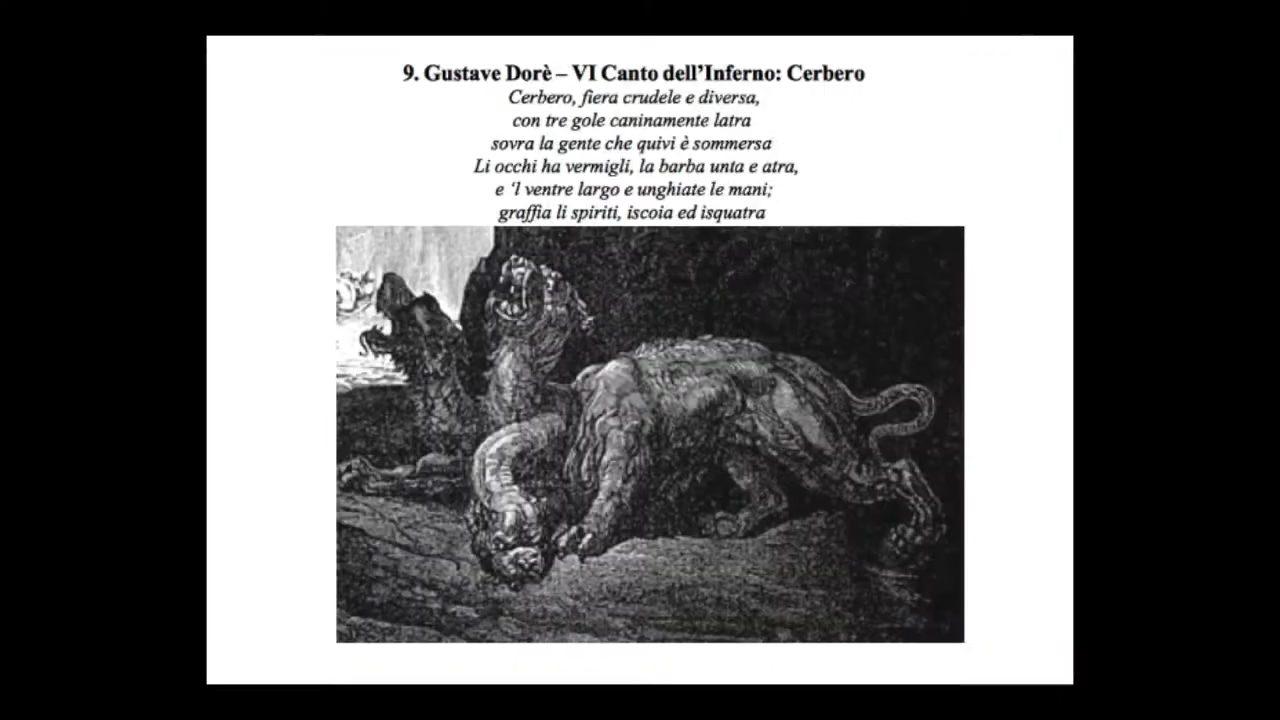 9. Gustave Dorè – VI Canto dell’Inferno: Cerbero
Cerbero, fiera crudele e diversa,
con tre gole caninamente latra
sovra la gente che quivi è sommersa
Li occhi ha vermigli, la barba unta e atra,
e ‘l ventre largo e unghiate le mani;
graffia li spiriti, iscoia ed isquatra